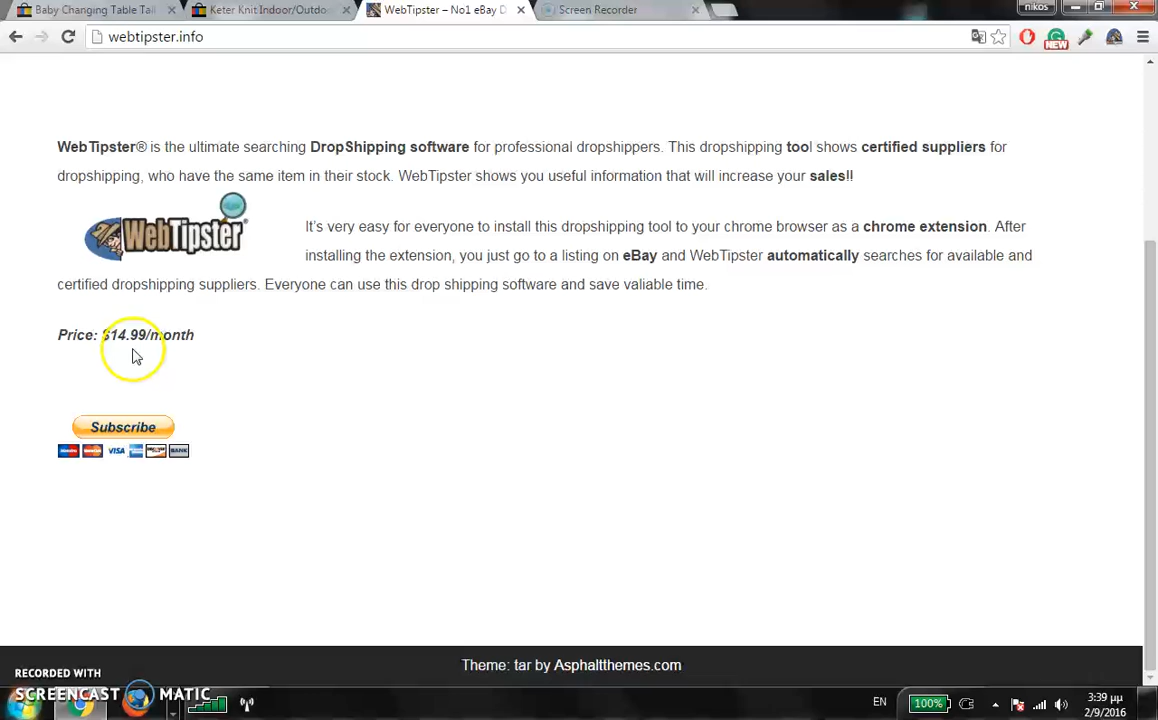 Baby Changing Table Tail
Keter Knit Indoor/Outdo
WebTipster – No1 eBay D
Screen Recorder
nikos
webtipster.info
NEW
WebTipster® is the ultimate searching DropShipping software for professional dropshippers. This dropshipping tool shows certified suppliers for
dropshipping, who have the same item in their stock. WebTipster shows you useful information that will increase your sales!!
WebTipster®
It's very easy for everyone to install this dropshipping tool to your chrome browser as a chrome extension. After
installing the extension, you just go to a listing on eBay and WebTipster automatically searches for available and
certified dropshipping suppliers. Everyone can use this drop shipping software and save valiable time.
Price: $14.99/month
Subscribe
VISA
BANK
Theme: tar by Asphaltthemes.com
RECORDED WITH
SCREENCAST MATIC
EN
100%
3:39 μμ
2/9/2016